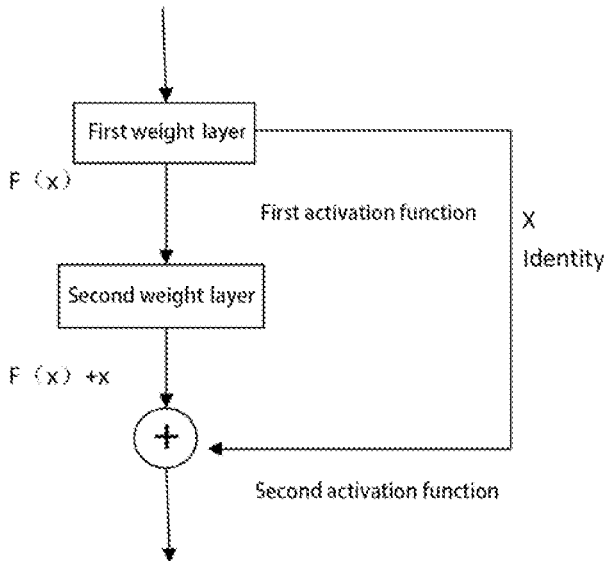 First weight layer
F (x)
First activation function
X
Identity
Second weight layer
F (x) +x
+
Second activation function